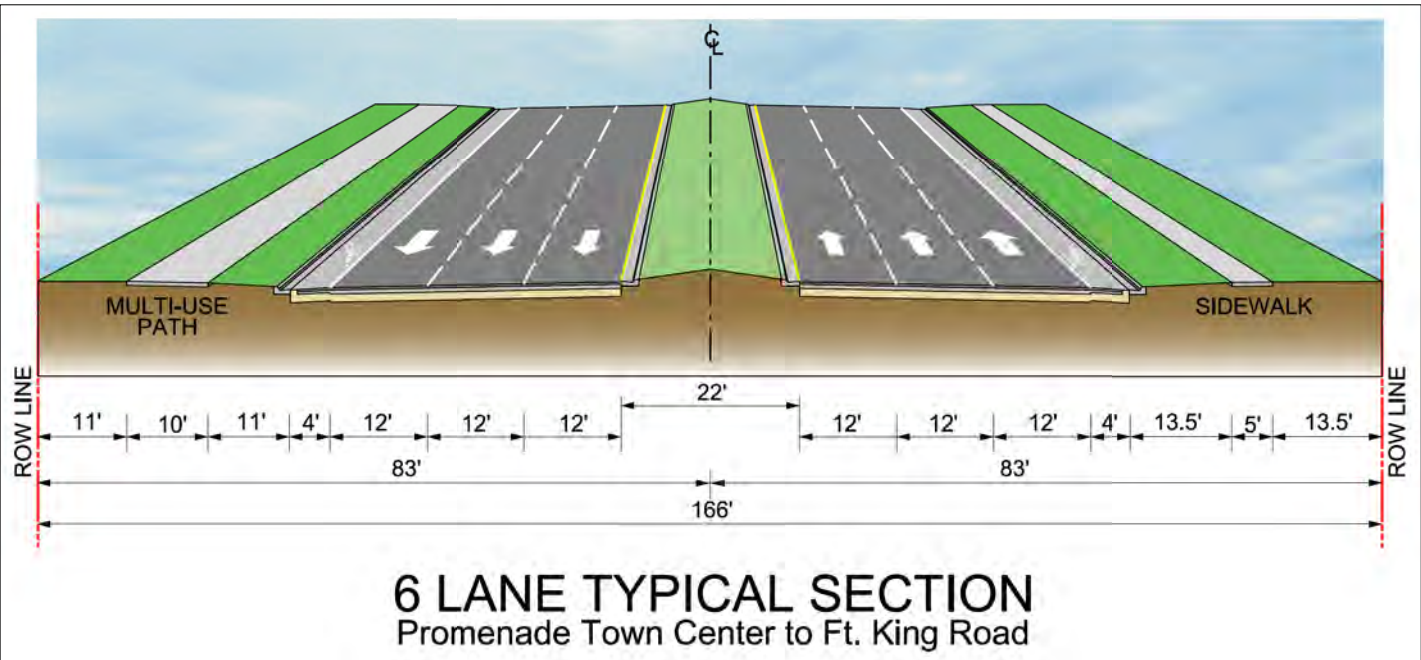 ℄
MULTI-USE
PATH
SIDEWALK
ROW LINE
ROW LINE
22'
11' 10' 11' 4' 12' 12' 12' 12' 12' 12' 4' 13.5' 5' 13.5'
83' 83'
166'
6 LANE TYPICAL SECTION
Promenade Town Center to Ft. King Road